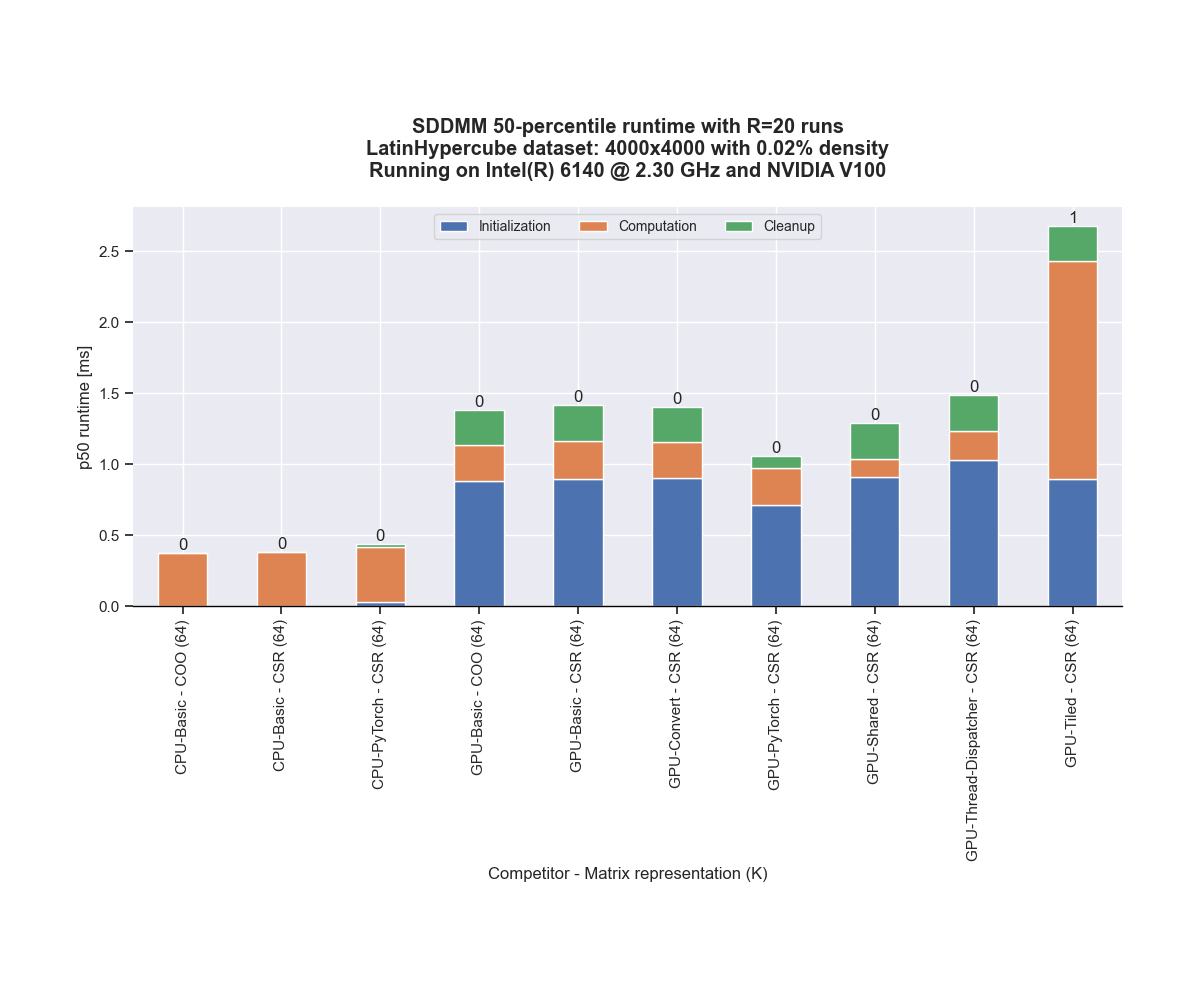 SDDMM 50-percentile runtime with R=20 runs
LatinHypercube dataset: 4000x4000 with 0.02% density
Running on Intel(R) 6140 @ 2.30 GHz and NVIDIA V100
Initialization Computation Cleanup
p50 runtime [ms]
2.5
2.0
1.5
1.0
0.5
0.0
0 0 0 0 0 0 0 0 0 1
CPU-Basic - COO (64)
CPU-Basic - CSR (64)
CPU-PyTorch - CSR (64)
GPU-Basic - COO (64)
GPU-Basic - CSR (64)
GPU-Convert - CSR (64)
GPU-PyTorch - CSR (64)
GPU-Shared - CSR (64)
GPU-Thread-Dispatcher - CSR (64)
GPU-Tiled - CSR (64)
Competitor - Matrix representation (K)